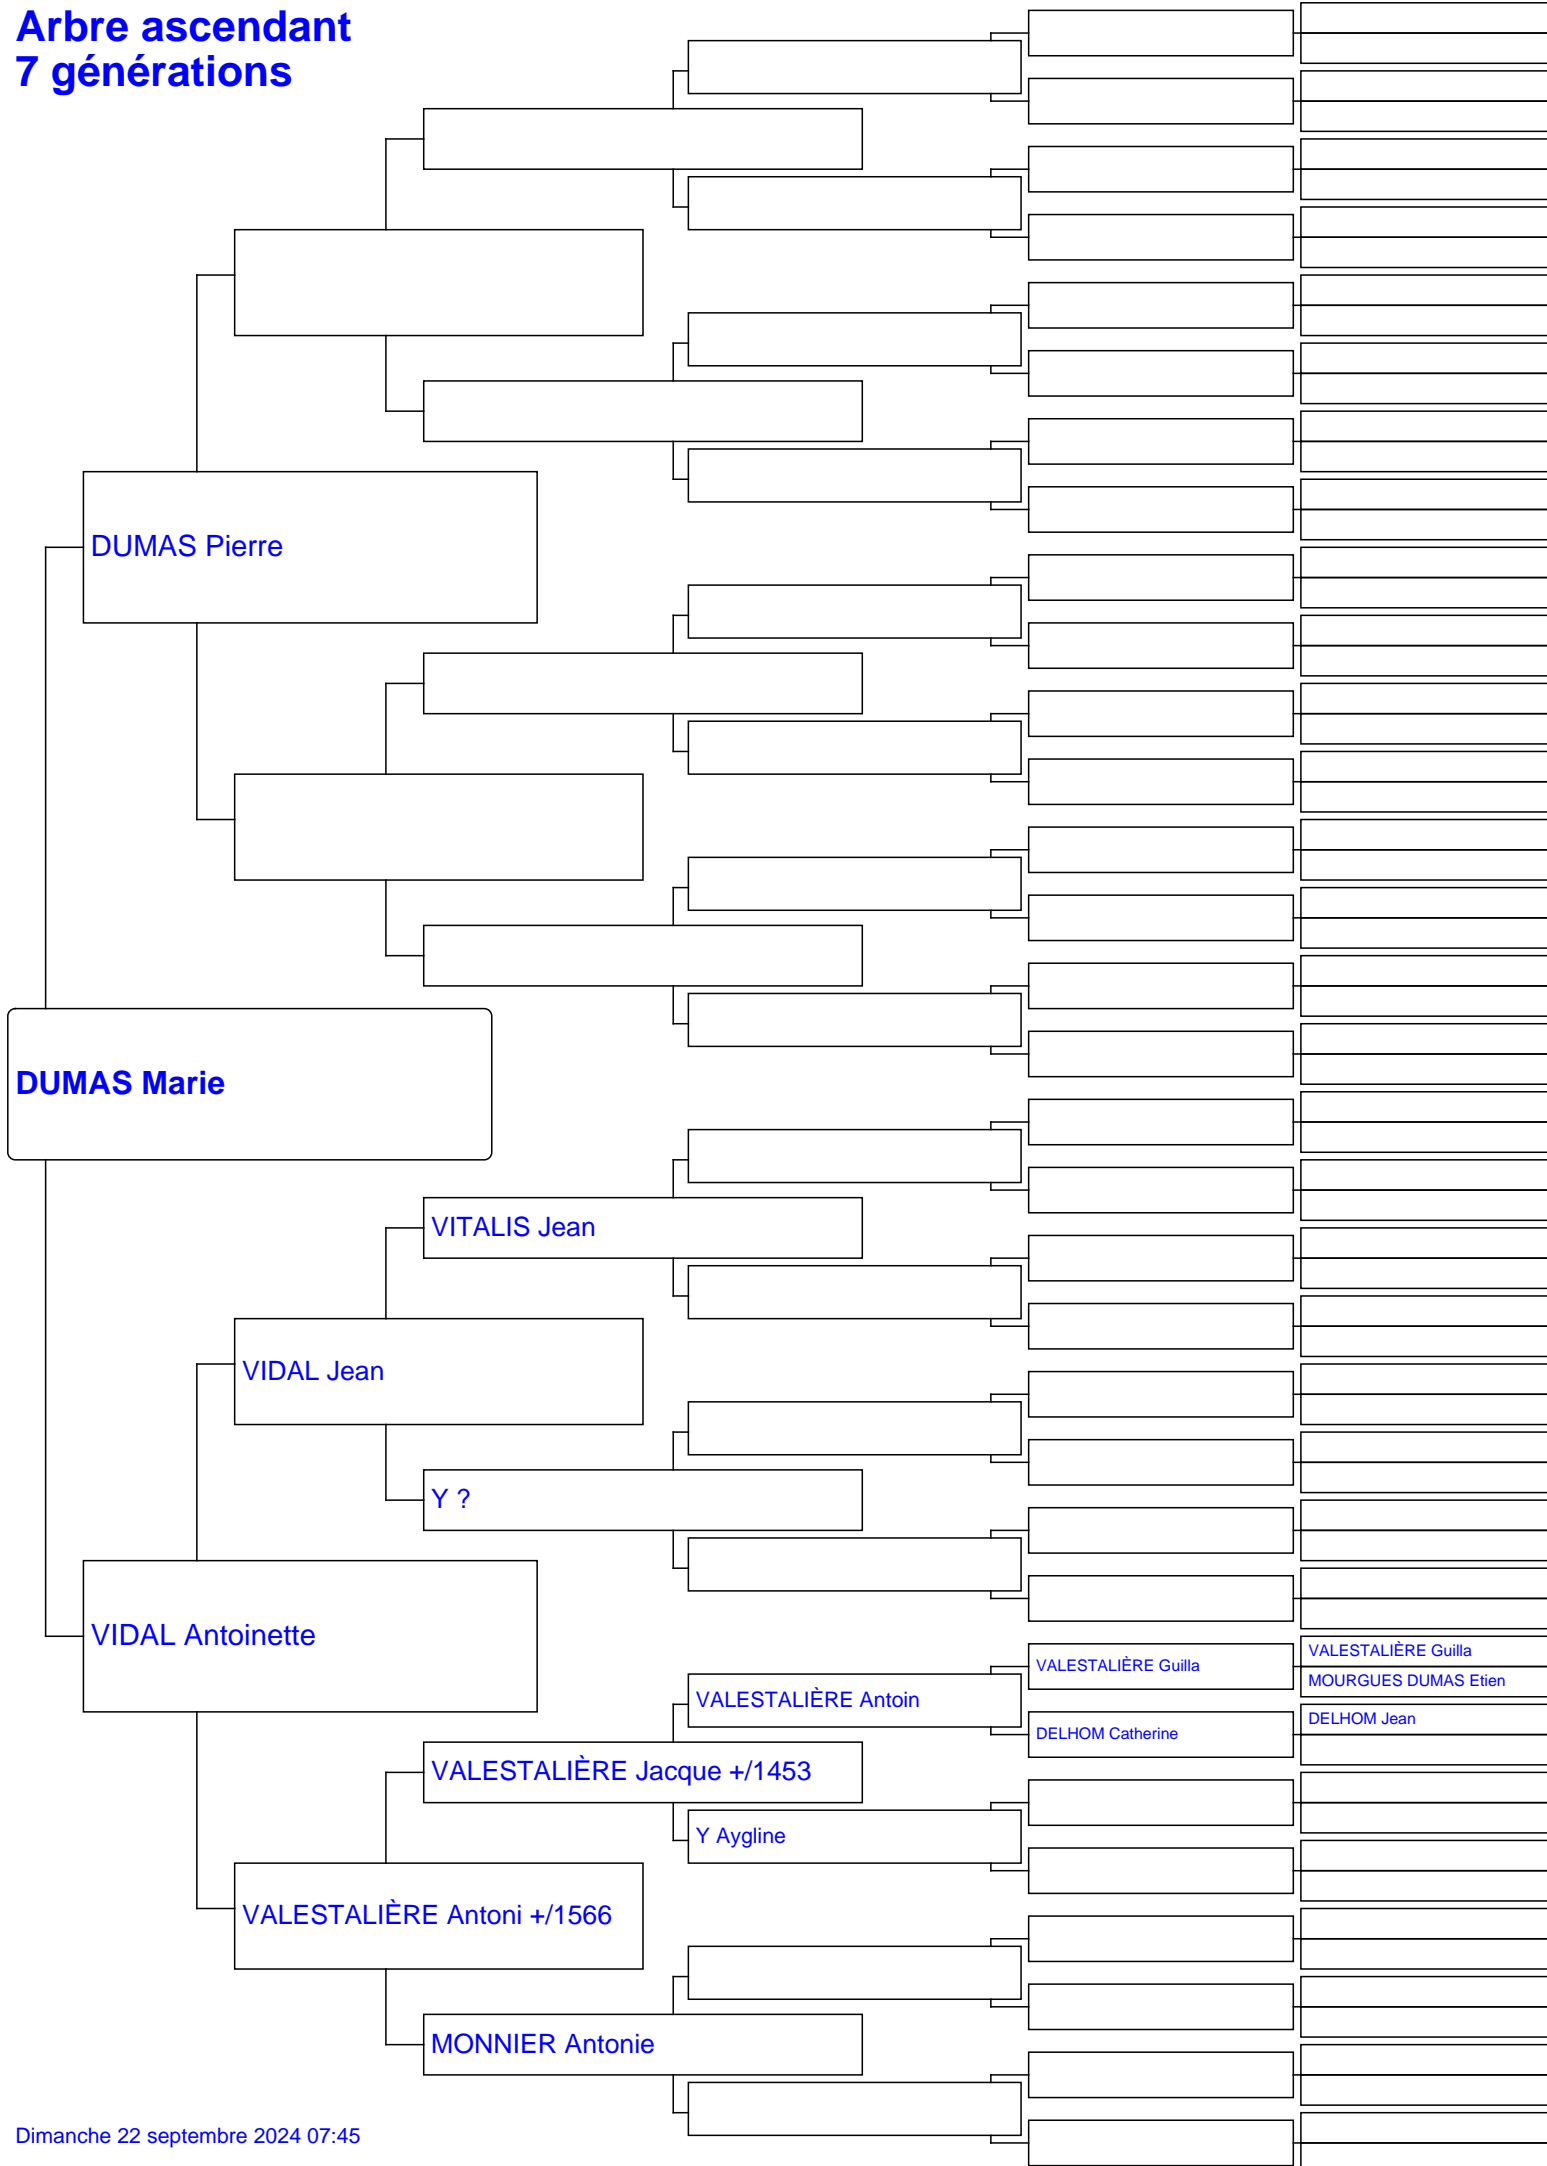 Arbre ascendant
7 générations
DUMAS Pierre
DUMAS Marie
VITALIS Jean
VIDAL Jean
Y ?
VIDAL Antoinette
VALESTALIÈRE Guilla
VALESTALIÈRE Guilla
MOURGUES DUMAS Etien
VALESTALIÈRE Antoin
DELHOM Catherine
DELHOM Jean
VALESTALIÈRE Jacque +/1453
Y Aygline
VALESTALIÈRE Antoni +/1566
MONNIER Antonie
Dimanche 22 septembre 2024 07:45